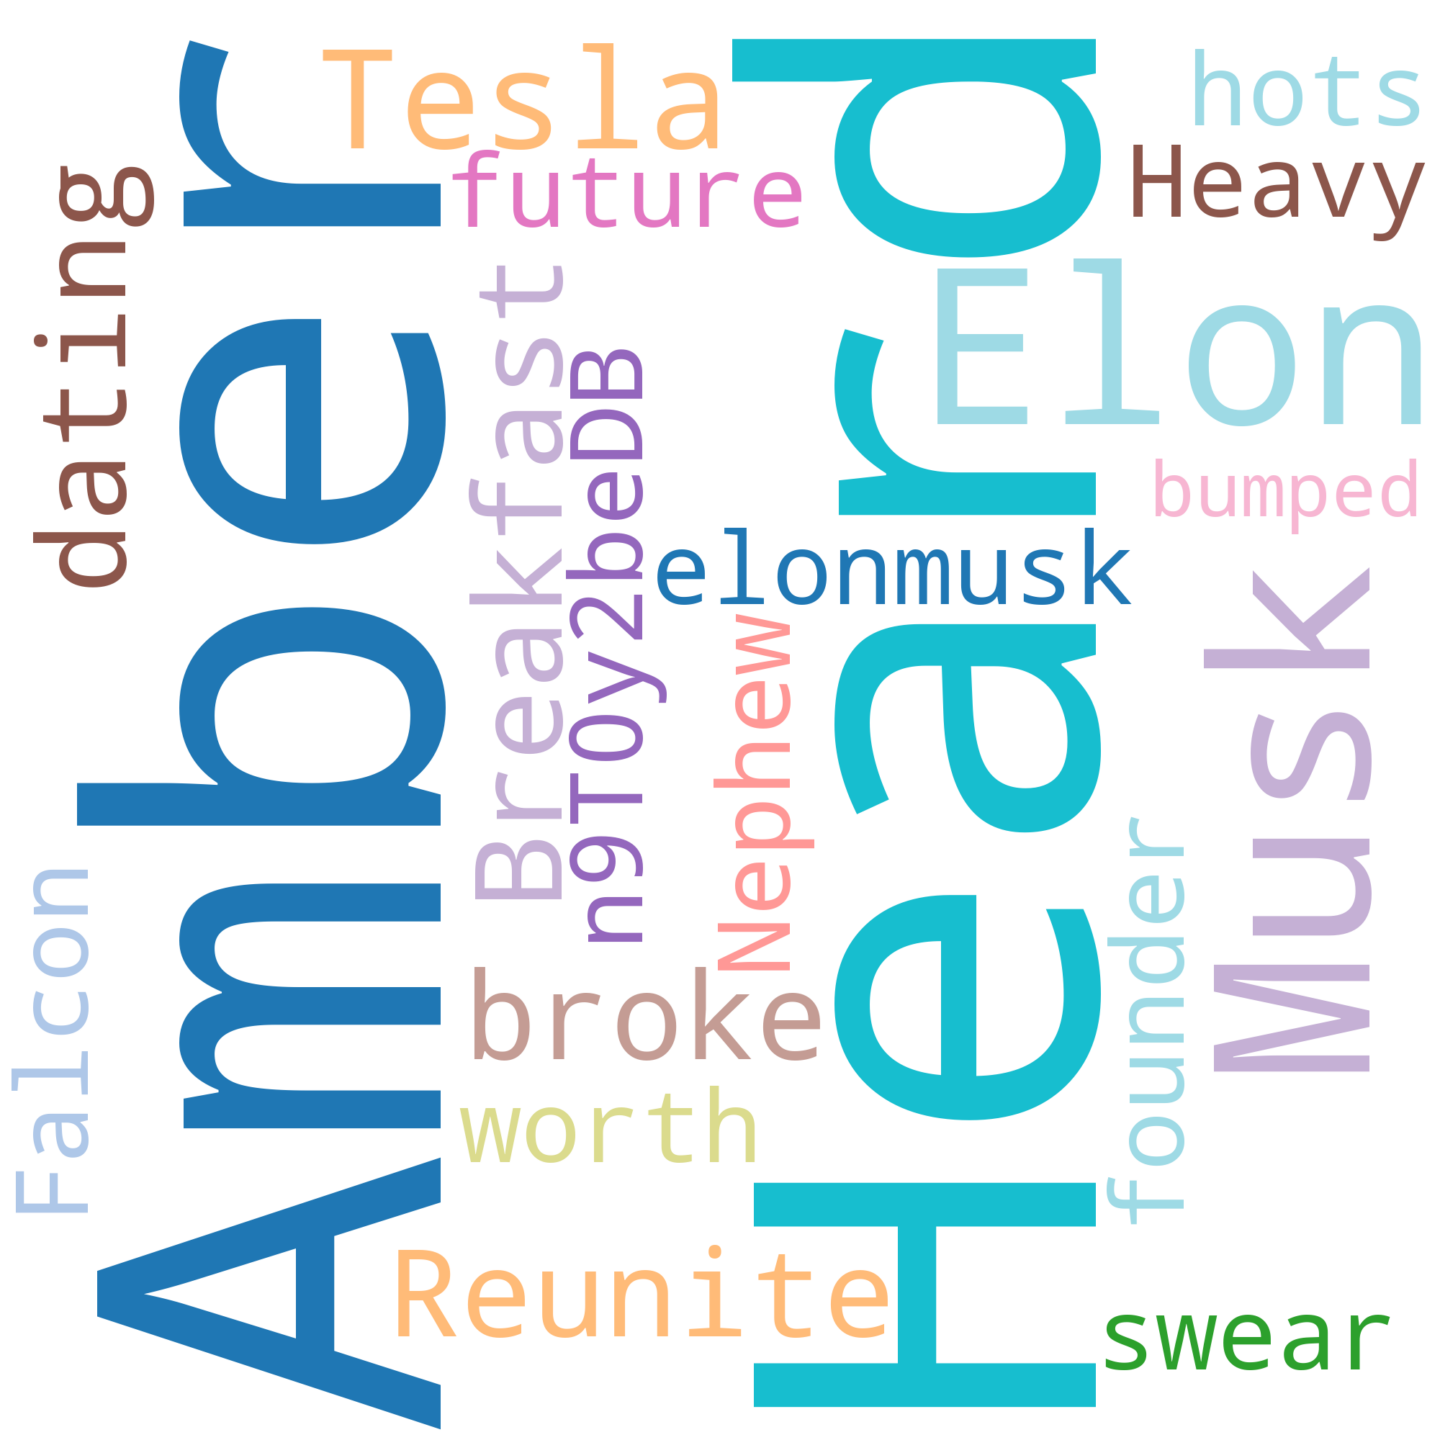 Tesla
hots
future
Heavy
dating
Amber
Heard
Elon
Breakfast
n9T0y2beDB
bumped
elonmusk
Musk
Nephew
Falcon
founder
broke
worth
Reunite
swear